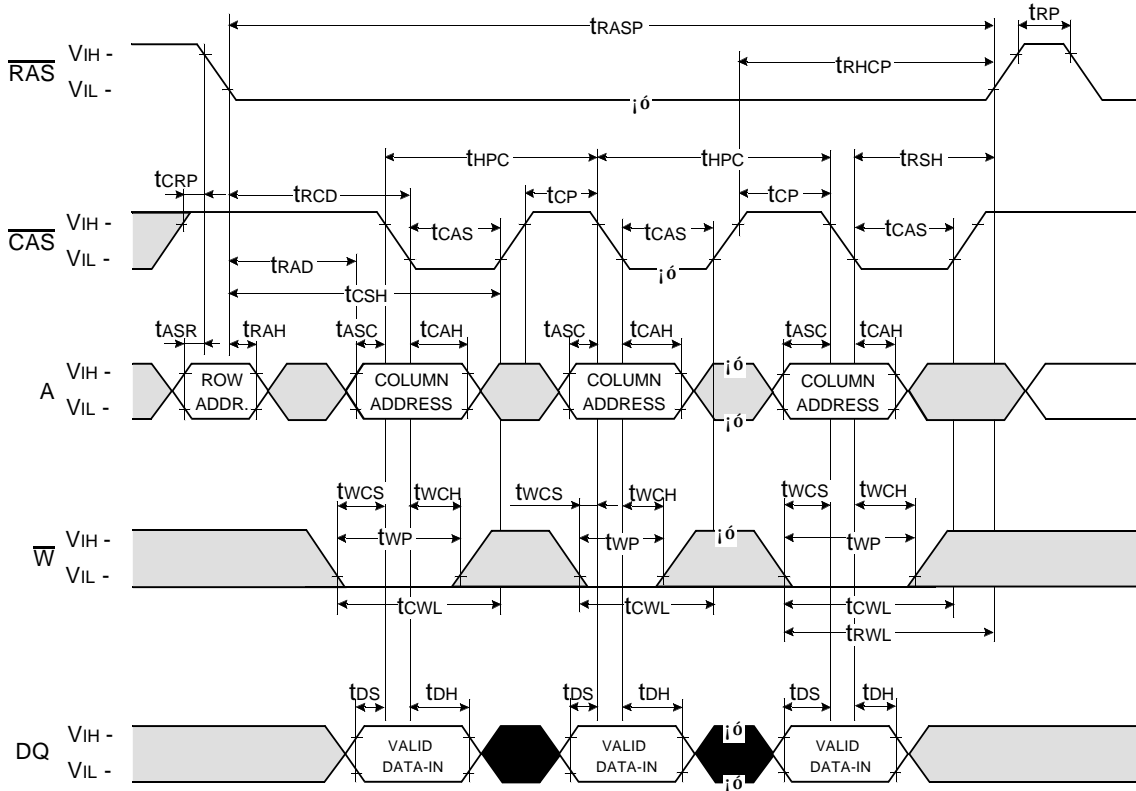 tRASP
tRP
VIH -
RAS
tRHCP
VIL -
¡ó
tHPC
tHPC
tRSH
tCRP
tRCD
tCP
tCP
VIH -
CAS
tCAS
tCAS
tCAS
VIL -
¡ó
tRAD
tCSH
tASR
tRAH
tASC
tCAH
tASC
tCAH
tASC
tCAH
VIH -
¡ó
A
ROW
ADDR.
COLUMN
ADDRESS
COLUMN
ADDRESS
COLUMN
ADDRESS
VIL -
¡ó
tWCS
tWCH
tWCS
tWCH
tWCS
tWCH
VIH -
¡ó
W
tWP
tWP
tWP
VIL -
tCWL
tCWL
tCWL
tRWL
tDS
tDH
tDS
tDH
tDS
tDH
VIH -
¡ó
DQ
VALID
DATA-IN
VALID
DATA-IN
VALID
DATA-IN
VIL -
¡ó